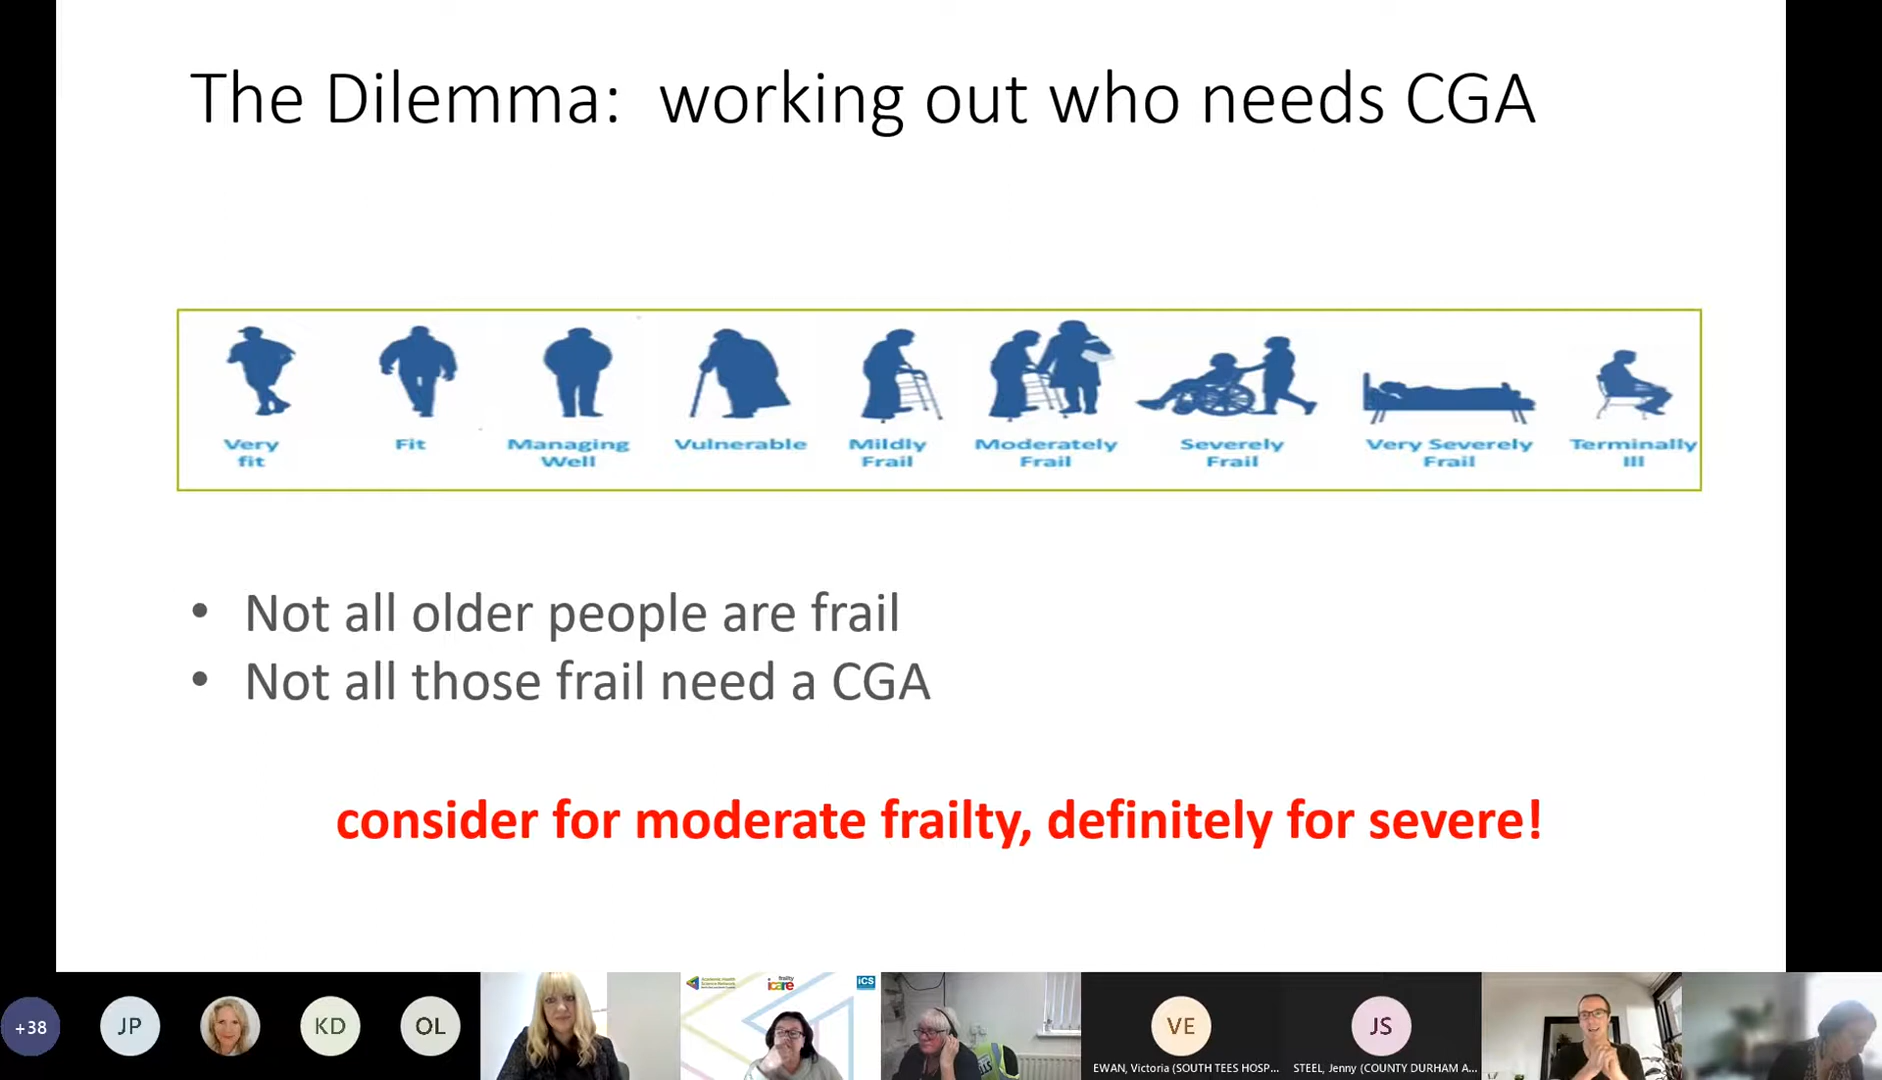 The Dilemma: working out who needs CGA
Very fit
Fit
Managing Well
Vulnerable
Mildly Frail
Moderately Frail
Severely Frail
Very Severely Frail
Terminally Ill
• Not all older people are frail
• Not all those frail need a CGA
consider for moderate frailty, definitely for severe!
+38
JP
KD
OL
frailty
icare
ICS
VE
EWAN, Victoria (SOUTH TEES HOSP...
JS
STEEL, Jenny (COUNTY DURHAM A...